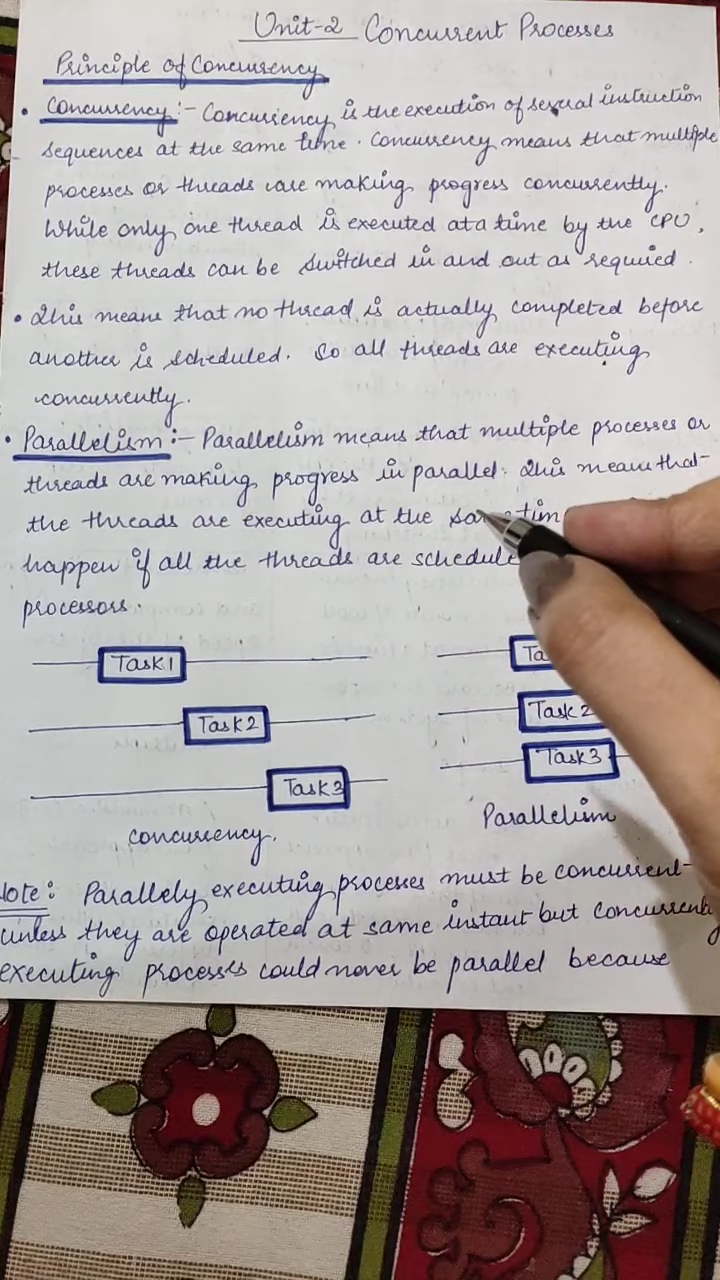 Unit-2 Concurrent Processes
Principle of Concurrency
• Concurrency:- Concurrency is the execution of several instruction
sequences at the same time. Concurrency means that multiple
processes or threads are making progress concurrently.
While only one thread is executed at a time by the CPU,
these threads can be switched in and out as required.
• This means that no thread is actually completed before
another is scheduled. So all threads are executing
concurrently.
• Parallelism:- Parallelism means that multiple processes or
threads are making progress in parallel. This means that
the threads are executing at the
happen if all the threads are
processors.
Task1
Task2
Task3
Task2
Task3
concurrency.
Parallelism
Note: Parallely executing processes must be concurrent
unless they are operated at same instant but concurrently
executing processes could never be parallel because